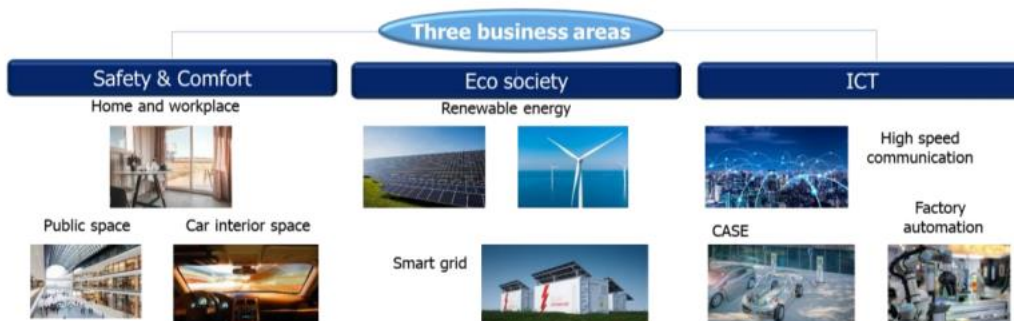 Three business areas
Safety & Comfort
Home and workplace
Public space
Car interior space
Eco society
Renewable energy
Smart grid
ICT
High speed
communication
CASE
Factory
automation